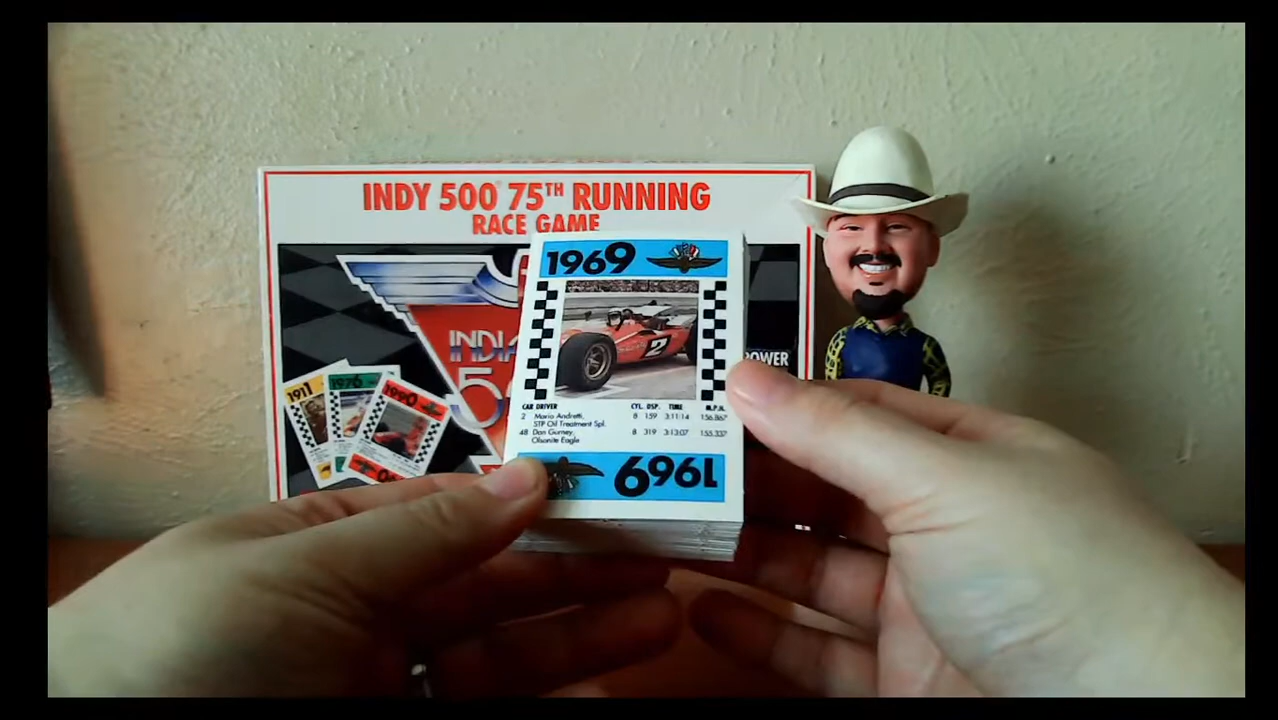 INDY 500® 75TH RUNNING
RACE GAME
1969
2
CAR DRIVER CYL. DSP. TIME M.P.H.
2 Mario Andretti, 8 159 3:11:14 156.867
STP Oil Treatment Spl.
48 Dan Gurney, 8 319 3:13:07 155.337
Olsonite Eagle
1969
INDIA
50
POWER
1911
1976
1990